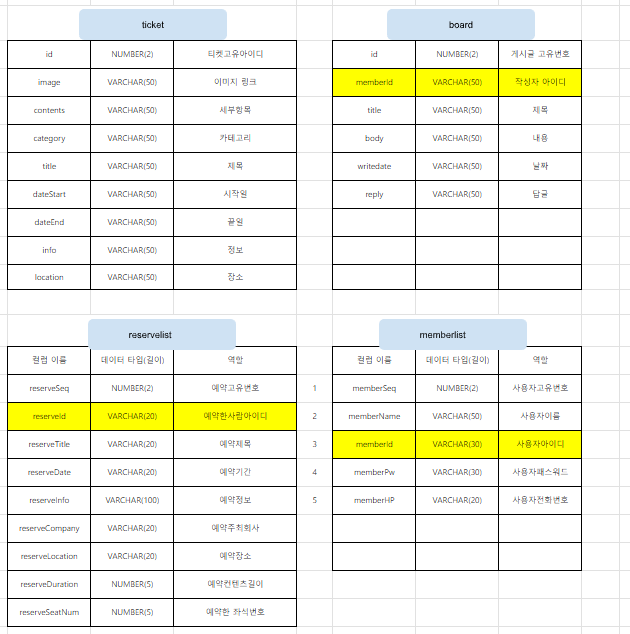 ticket
id NUMBER(2) 티켓고유아이디
image VARCHAR(50) 이미지 링크
contents VARCHAR(50) 세부항목
category VARCHAR(50) 카테고리
title VARCHAR(50) 제목
dateStart VARCHAR(50) 시작일
dateEnd VARCHAR(50) 끝일
info VARCHAR(50) 정보
location VARCHAR(50) 장소
board
id NUMBER(2) 게시글 고유번호
memberId VARCHAR(50) 작성자 아이디
title VARCHAR(50) 제목
body VARCHAR(50) 내용
writedate VARCHAR(50) 날짜
reply VARCHAR(50) 답글
reservelist
컬럼 이름 데이터 타입(길이) 역할
reserveSeq NUMBER(2) 예약고유번호
reserveId VARCHAR(20) 예약한사람아이디
reserveTitle VARCHAR(20) 예약제목
reserveDate VARCHAR(20) 예약기간
reserveInfo VARCHAR(100) 예약정보
reserveCompany VARCHAR(20) 예약주최회사
reserveLocation VARCHAR(20) 예약장소
reserveDuration NUMBER(5) 예약컨텐츠길이
reserveSeatNum NUMBER(5) 예약한 좌석번호
memberlist
컬럼 이름 데이터 타입(길이) 역할
1 memberSeq NUMBER(2) 사용자고유번호
2 memberName VARCHAR(50) 사용자이름
3 memberId VARCHAR(30) 사용자아이디
4 memberPw VARCHAR(30) 사용자패스워드
5 memberHP VARCHAR(20) 사용자전화번호